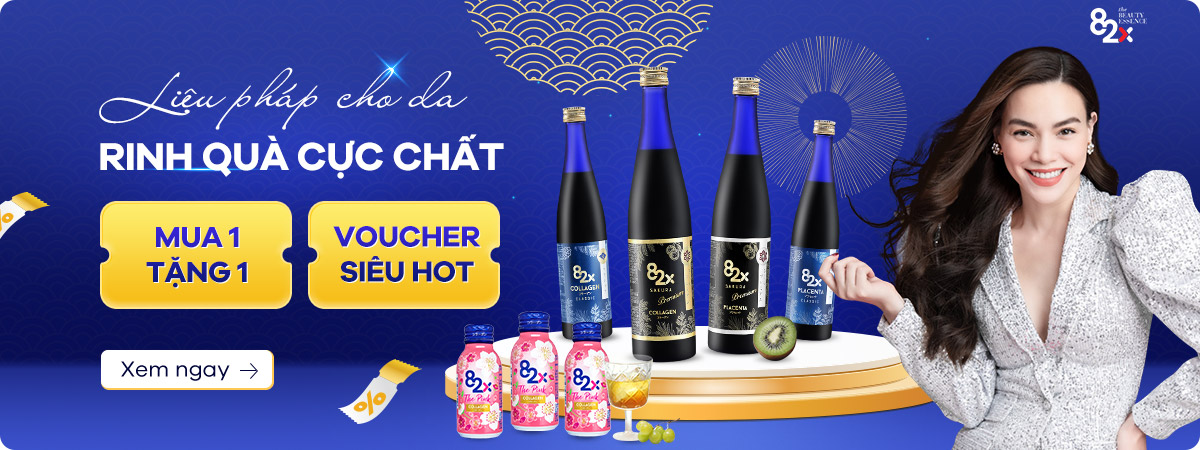 82x
the
BEAUTY
ESSENCE
Liệu pháp cho da
RINH QUÀ CỰC CHẤT
MUA 1
TẶNG 1
VOUCHER
SIÊU HOT
Xem ngay →
%
%
82x
COLLAGEN
CLASSIC
82x
SAKURA
Premium
COLLAGEN
82x
SAKURA
Premium
PLACENTA
82x
PLACENTA
CLASSIC
82x
The Pink
COLLAGEN
82x
The Pink
COLLAGEN
82x
The Pink
COLLAGEN